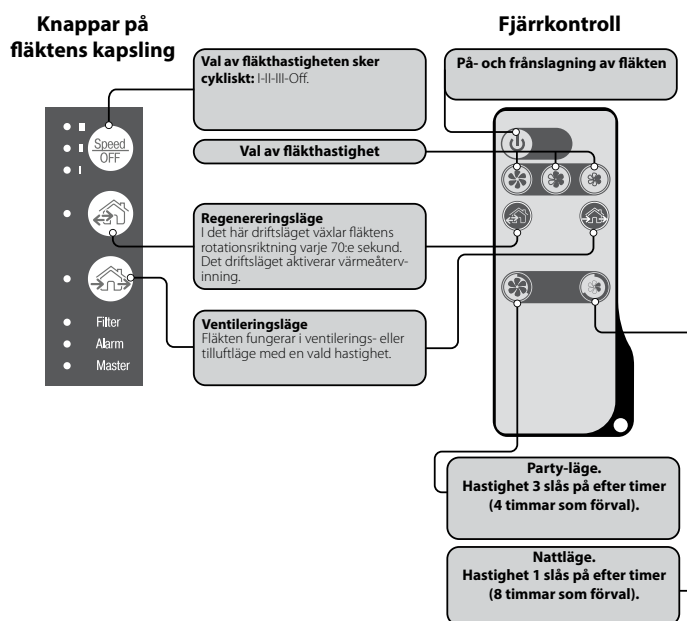 Knappar på
fläktens kapsling
Fjärrkontroll
Val av fläkthastigheten sker
cykliskt: I-II-III-Off.
På- och frånslagning av fläkten
III
II
I
Speed
OFF
Val av fläkthastighet
Regenereringsläge
I det här driftsläget växlar fläktens
rotationsriktning varje 70:e sekund.
Det driftsläget aktiverar värmeåterv-
inning.
Ventileringsläge
Fläkten fungerar i ventilerings- eller
tilluftläge med en vald hastighet.
Filter
Alarm
Master
Party-läge.
Hastighet 3 slås på efter timer
(4 timmar som förval).
Nattläge.
Hastighet 1 slås på efter timer
(8 timmar som förval).